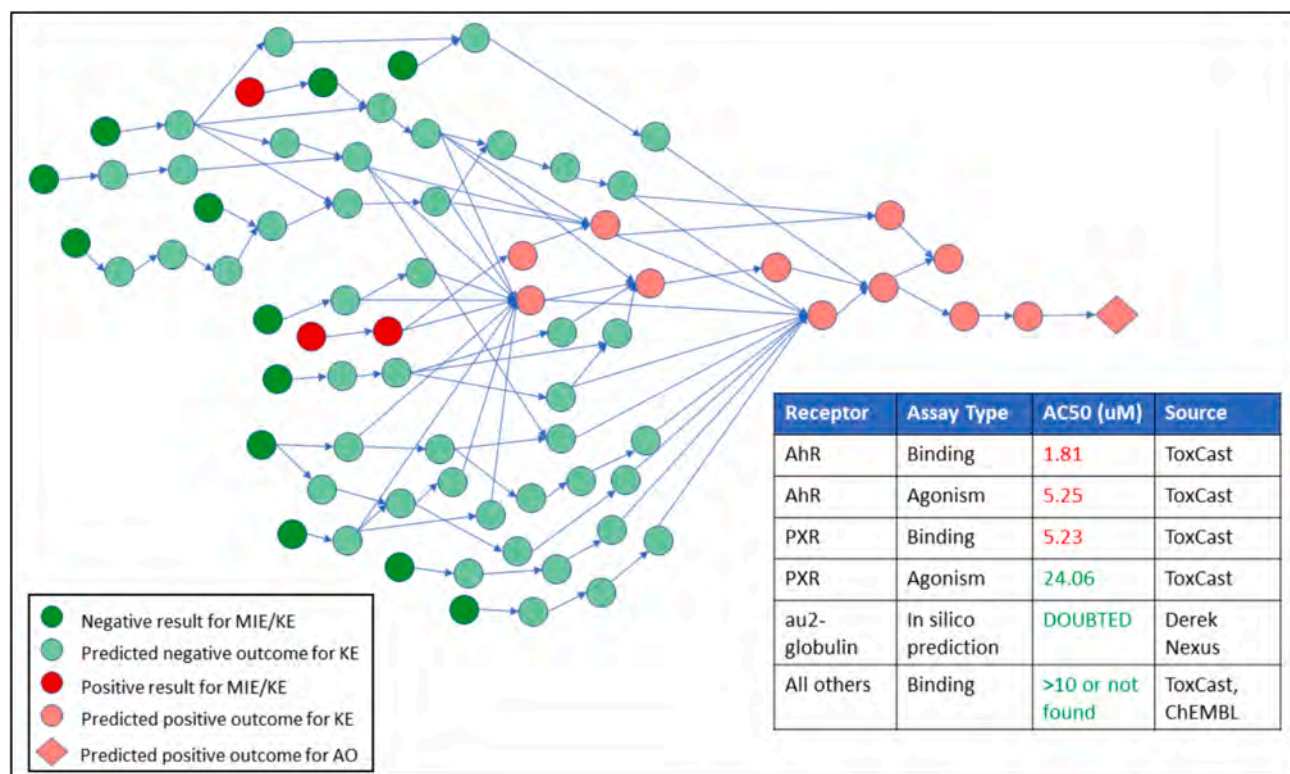 Receptor Assay Type AC50 (uM) Source
AhR Binding 1.81 ToxCast
AhR Agonism 5.25 ToxCast
PXR Binding 5.23 ToxCast
PXR Agonism 24.06 ToxCast
au2- In silico DOUBTED Derek
globulin prediction Nexus
All others Binding >10 or not ToxCast,
found ChEMBL
Negative result for MIE/KE
Predicted negative outcome for KE
Positive result for MIE/KE
Predicted positive outcome for KE
Predicted positive outcome for AO